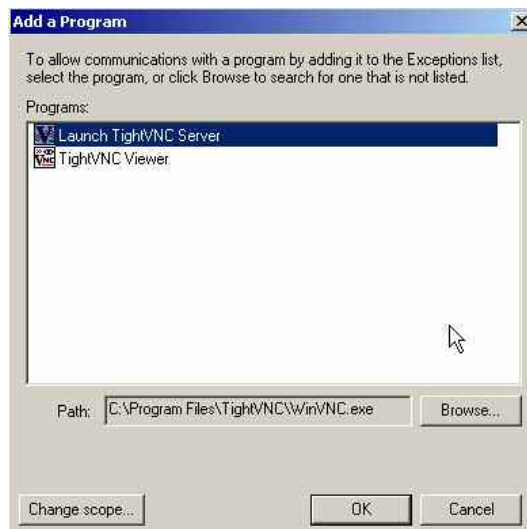 Add a Program
To allow communications with a program by adding it to the Exceptions list,
select the program, or click Browse to search for one that is not listed.
Programs:
Launch TightVNC Server
TightVNC Viewer
Path: C:\Program Files\TightVNC\WinVNC.exe Browse...
Change scope... OK Cancel